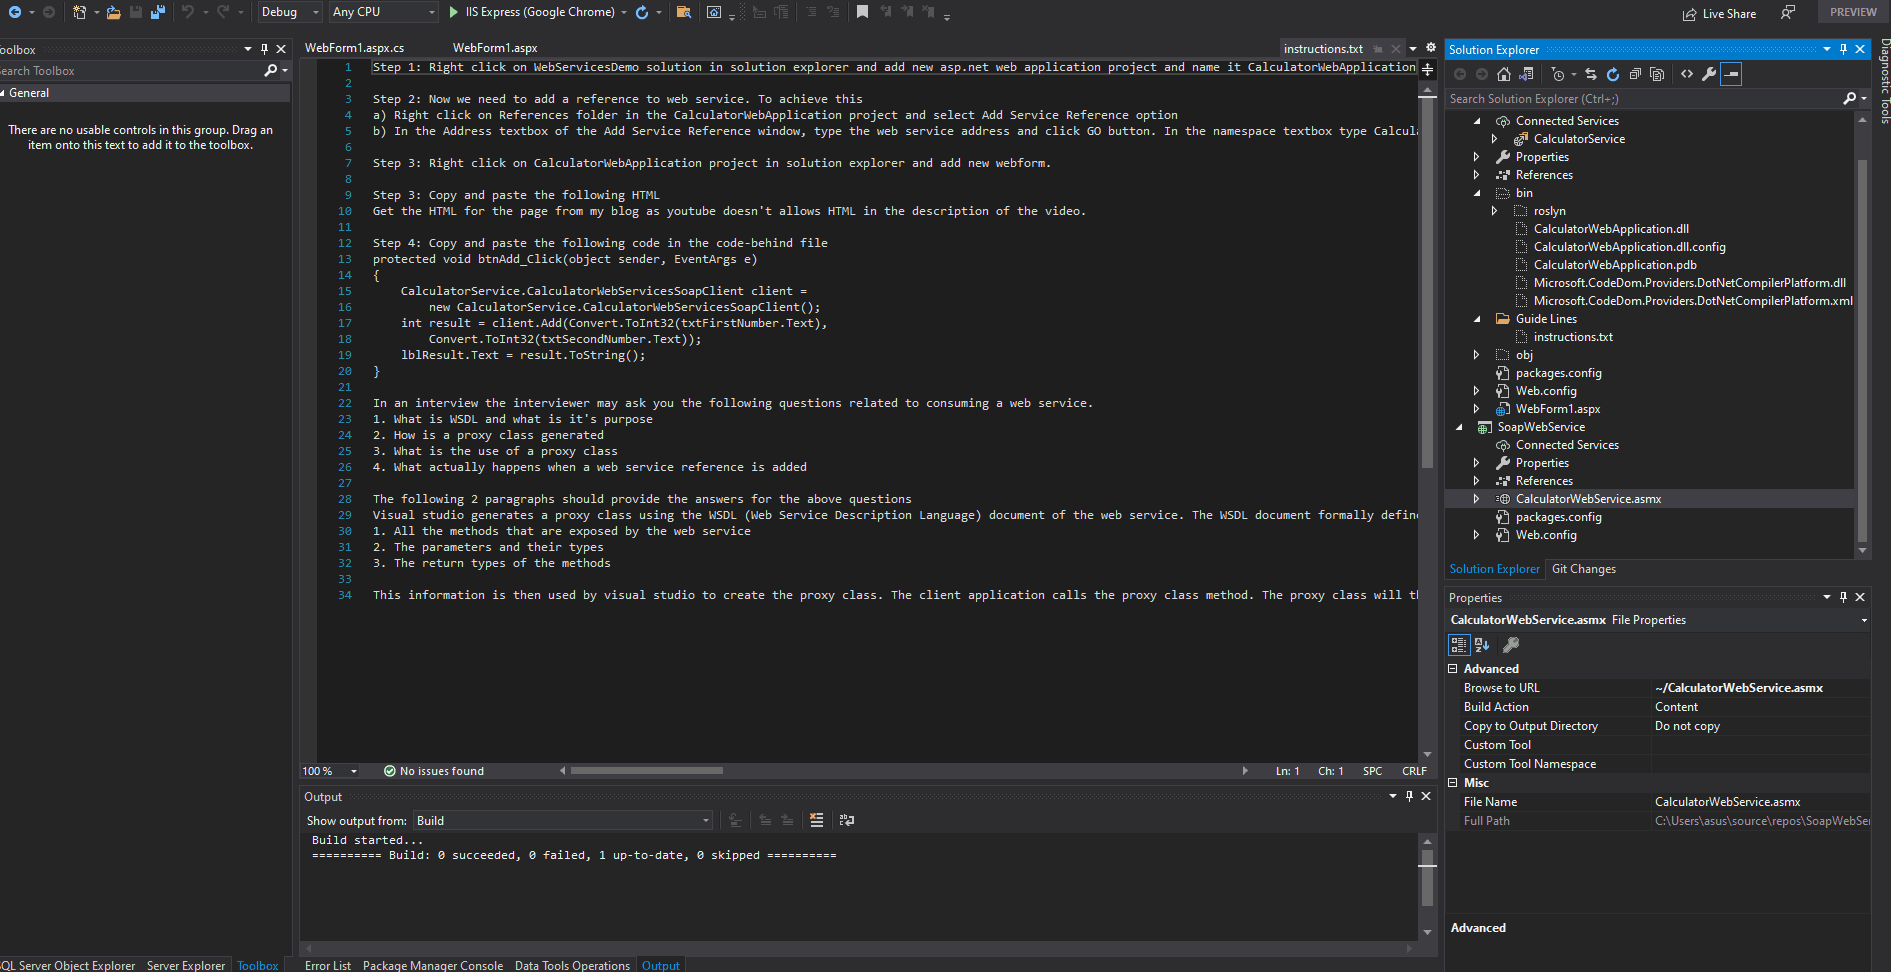 Debug
Any CPU
IIS Express (Google Chrome)
Live Share
PREVIEW
oolbox
earch Toolbox
General
There are no usable controls in this group. Drag an
item onto this text to add it to the toolbox.
WebForm1.aspx.cs
WebForm1.aspx
instructions.txt
1 Step 1: Right click on WebServicesDemo solution in solution explorer and add new asp.net web application project and name it CalculatorWebApplication
2
3 Step 2: Now we need to add a reference to web service. To achieve this
4 a) Right click on References folder in the CalculatorWebApplication project and select Add Service Reference option
5 b) In the Address textbox of the Add Service Reference window, type the web service address and click GO button. In the namespace textbox type Calcula
6
7 Step 3: Right click on CalculatorWebApplication project in solution explorer and add new webform.
8
9 Step 3: Copy and paste the following HTML
10 Get the HTML for the page from my blog as youtube doesn't allows HTML in the description of the video.
11
12 Step 4: Copy and paste the following code in the code-behind file
13 protected void btnAdd_Click(object sender, EventArgs e)
14 {
15 CalculatorService.CalculatorWebServicesSoapClient client =
16 new CalculatorService.CalculatorWebServicesSoapClient();
17 int result = client.Add(Convert.ToInt32(txtFirstNumber.Text),
18 Convert.ToInt32(txtSecondNumber.Text));
19 lblResult.Text = result.ToString();
20 }
21
22 In an interview the interviewer may ask you the following questions related to consuming a web service.
23 1. What is WSDL and what is it's purpose
24 2. How is a proxy class generated
25 3. What is the use of a proxy class
26 4. What actually happens when a web service reference is added
27
28 The following 2 paragraphs should provide the answers for the above questions
29 Visual studio generates a proxy class using the WSDL (Web Service Description Language) document of the web service. The WSDL document formally define
30 1. All the methods that are exposed by the web service
31 2. The parameters and their types
32 3. The return types of the methods
33
34 This information is then used by visual studio to create the proxy class. The client application calls the proxy class method. The proxy class will th
100 %
No issues found
Ln: 1
Ch: 1
SPC
CRLF
Output
Show output from: Build
Build started...
========== Build: 0 succeeded, 0 failed, 1 up-to-date, 0 skipped ==========
QL Server Object Explorer
Server Explorer
Toolbox
Error List
Package Manager Console
Data Tools Operations
Output
Solution Explorer
Search Solution Explorer (Ctrl+;)
Connected Services
CalculatorService
Properties
References
bin
roslyn
CalculatorWebApplication.dll
CalculatorWebApplication.dll.config
CalculatorWebApplication.pdb
Microsoft.CodeDom.Providers.DotNetCompilerPlatform.dll
Microsoft.CodeDom.Providers.DotNetCompilerPlatform.xml
Guide Lines
instructions.txt
obj
packages.config
Web.config
WebForm1.aspx
SoapWebService
Connected Services
Properties
References
CalculatorWebService.asmx
packages.config
Web.config
Solution Explorer
Git Changes
Properties
CalculatorWebService.asmx File Properties
Advanced
Browse to URL ~/CalculatorWebService.asmx
Build Action Content
Copy to Output Directory Do not copy
Custom Tool
Custom Tool Namespace
Misc
File Name CalculatorWebService.asmx
Full Path C:\Users\asus\source\repos\SoapWebSer
Advanced
Diagnostic Tools